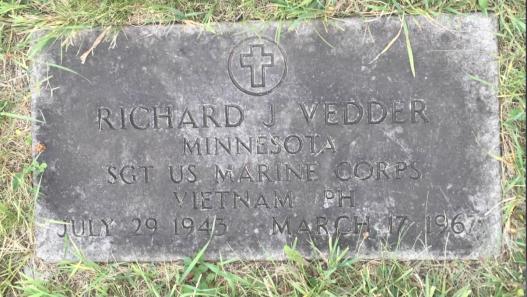 RICHARD J VEDDER
MINNESOTA
SGT US MARINE CORPS
VIETNAM PH
JULY 29 1945 MARCH 17 1967